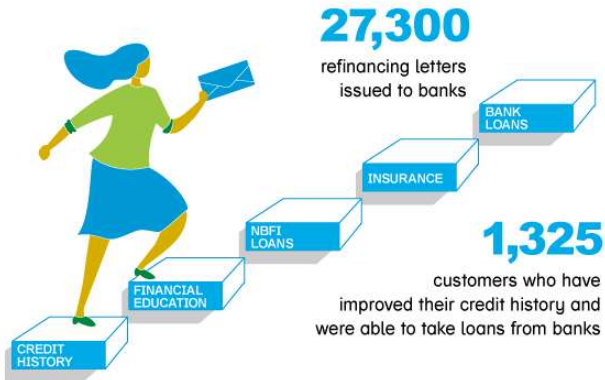 27,300
refinancing letters
issued to banks
BANK
LOANS
INSURANCE
NBFI
LOANS
FINANCIAL
EDUCATION
CREDIT
HISTORY
1,325
customers who have
improved their credit history and
were able to take loans from banks